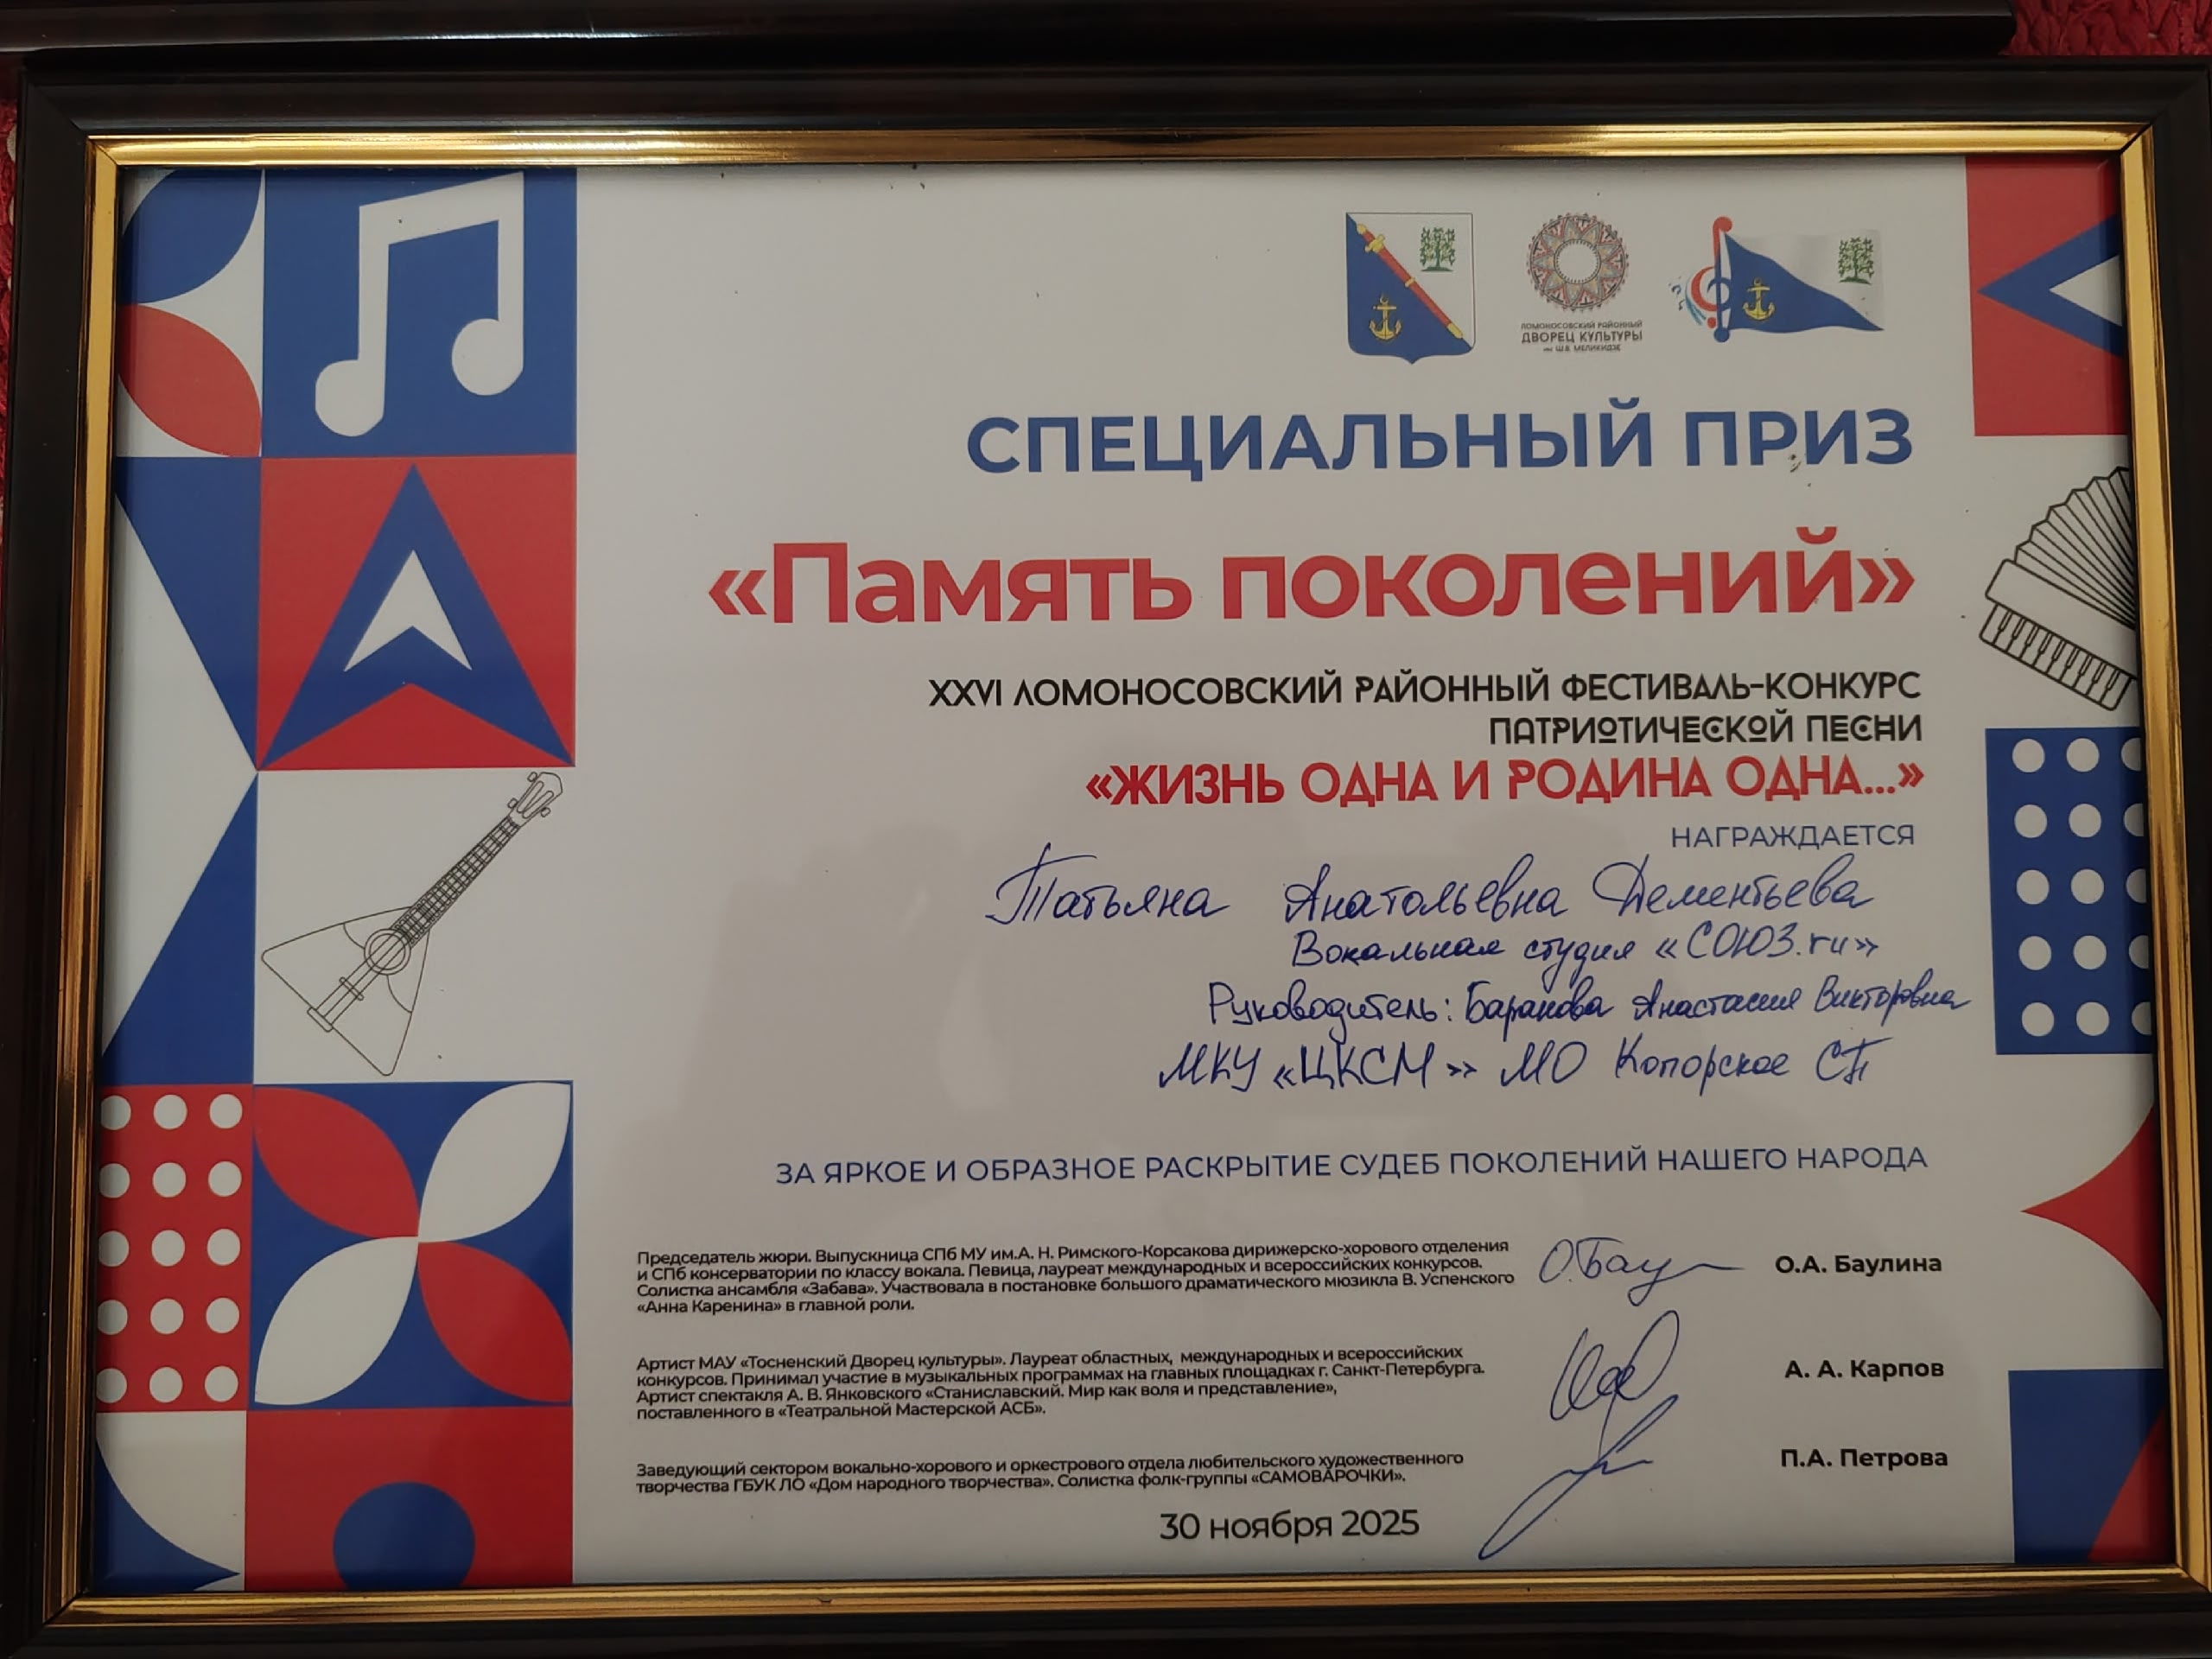 ЛОМОНОСОВСКИЙ РАЙОННЫЙ
ДВОРЕЦ КУЛЬТУРЫ
им. Ш.В. МЕЛИКИДЗЕ
СПЕЦИАЛЬНЫЙ ПРИЗ
«Память поколений»
XXVI ЛОМОНОСОВСКИЙ РАЙОННЫЙ ФЕСТИВАЛЬ-КОНКУРС
ПАТРИОТИЧЕСКОЙ ПЕСНИ
«ЖИЗНЬ ОДНА И РОДИНА ОДНА...»
НАГРАЖДАЕТСЯ
Татьяна Анатольевна Дементьева
Вокальная студия «СОЮЗ.ru»
Руководитель: Баранова Анастасия Викторовна
МКУ «ЦКСМ» МО Копорское СП
ЗА ЯРКОЕ И ОБРАЗНОЕ РАСКРЫТИЕ СУДЕБ ПОКОЛЕНИЙ НАШЕГО НАРОДА
Председатель жюри. Выпускница СПб МУ им.А. Н. Римского-Корсакова дирижерско-хорового отделения
и СПб консерватории по классу вокала. Певица, лауреат международных и всероссийских конкурсов.
Солистка ансамбля «Забава». Участвовала в постановке большого драматического мюзикла В. Успенского
«Анна Каренина» в главной роли.
О.Бау
О.А. Баулина
Артист МАУ «Тосненский Дворец культуры». Лауреат областных, международных и всероссийских
конкурсов. Принимал участие в музыкальных программах на главных площадках г. Санкт-Петербурга.
Артист спектакля А. В. Янковского «Станиславский. Мир как воля и представление»,
поставленного в «Театральной Мастерской АСБ».
А. А. Карпов
Заведующий сектором вокально-хорового и оркестрового отдела любительского художественного
творчества ГБУК ЛО «Дом народного творчества». Солистка фолк-группы «САМОВАРОЧКИ».
П.А. Петрова
30 ноября 2025